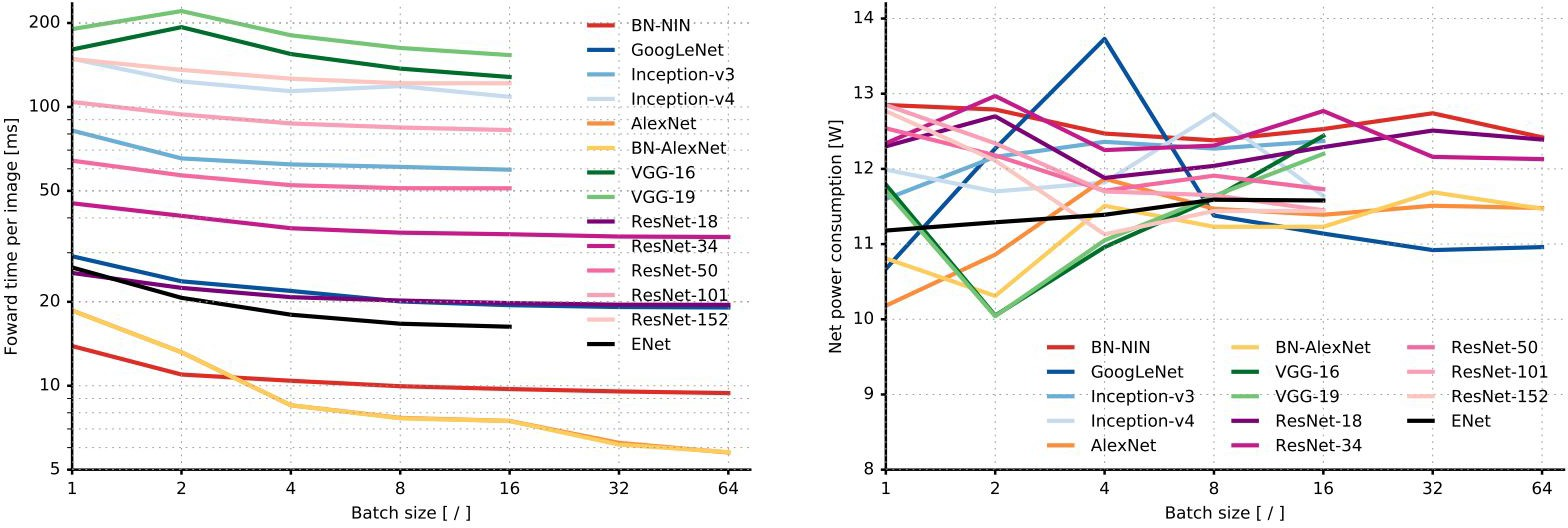 Foward time per image [ms]
200
100
50
20
10
5
1 2 4 8 16 32 64
Batch size [ / ]
BN-NIN
GoogLeNet
Inception-v3
Inception-v4
AlexNet
BN-AlexNet
VGG-16
VGG-19
ResNet-18
ResNet-34
ResNet-50
ResNet-101
ResNet-152
ENet
Net power consumption [W]
14
13
12
11
10
9
8
1 2 4 8 16 32 64
Batch size [ / ]
BN-NIN
GoogLeNet
Inception-v3
Inception-v4
AlexNet
BN-AlexNet
VGG-16
VGG-19
ResNet-18
ResNet-34
ResNet-50
ResNet-101
ResNet-152
ENet